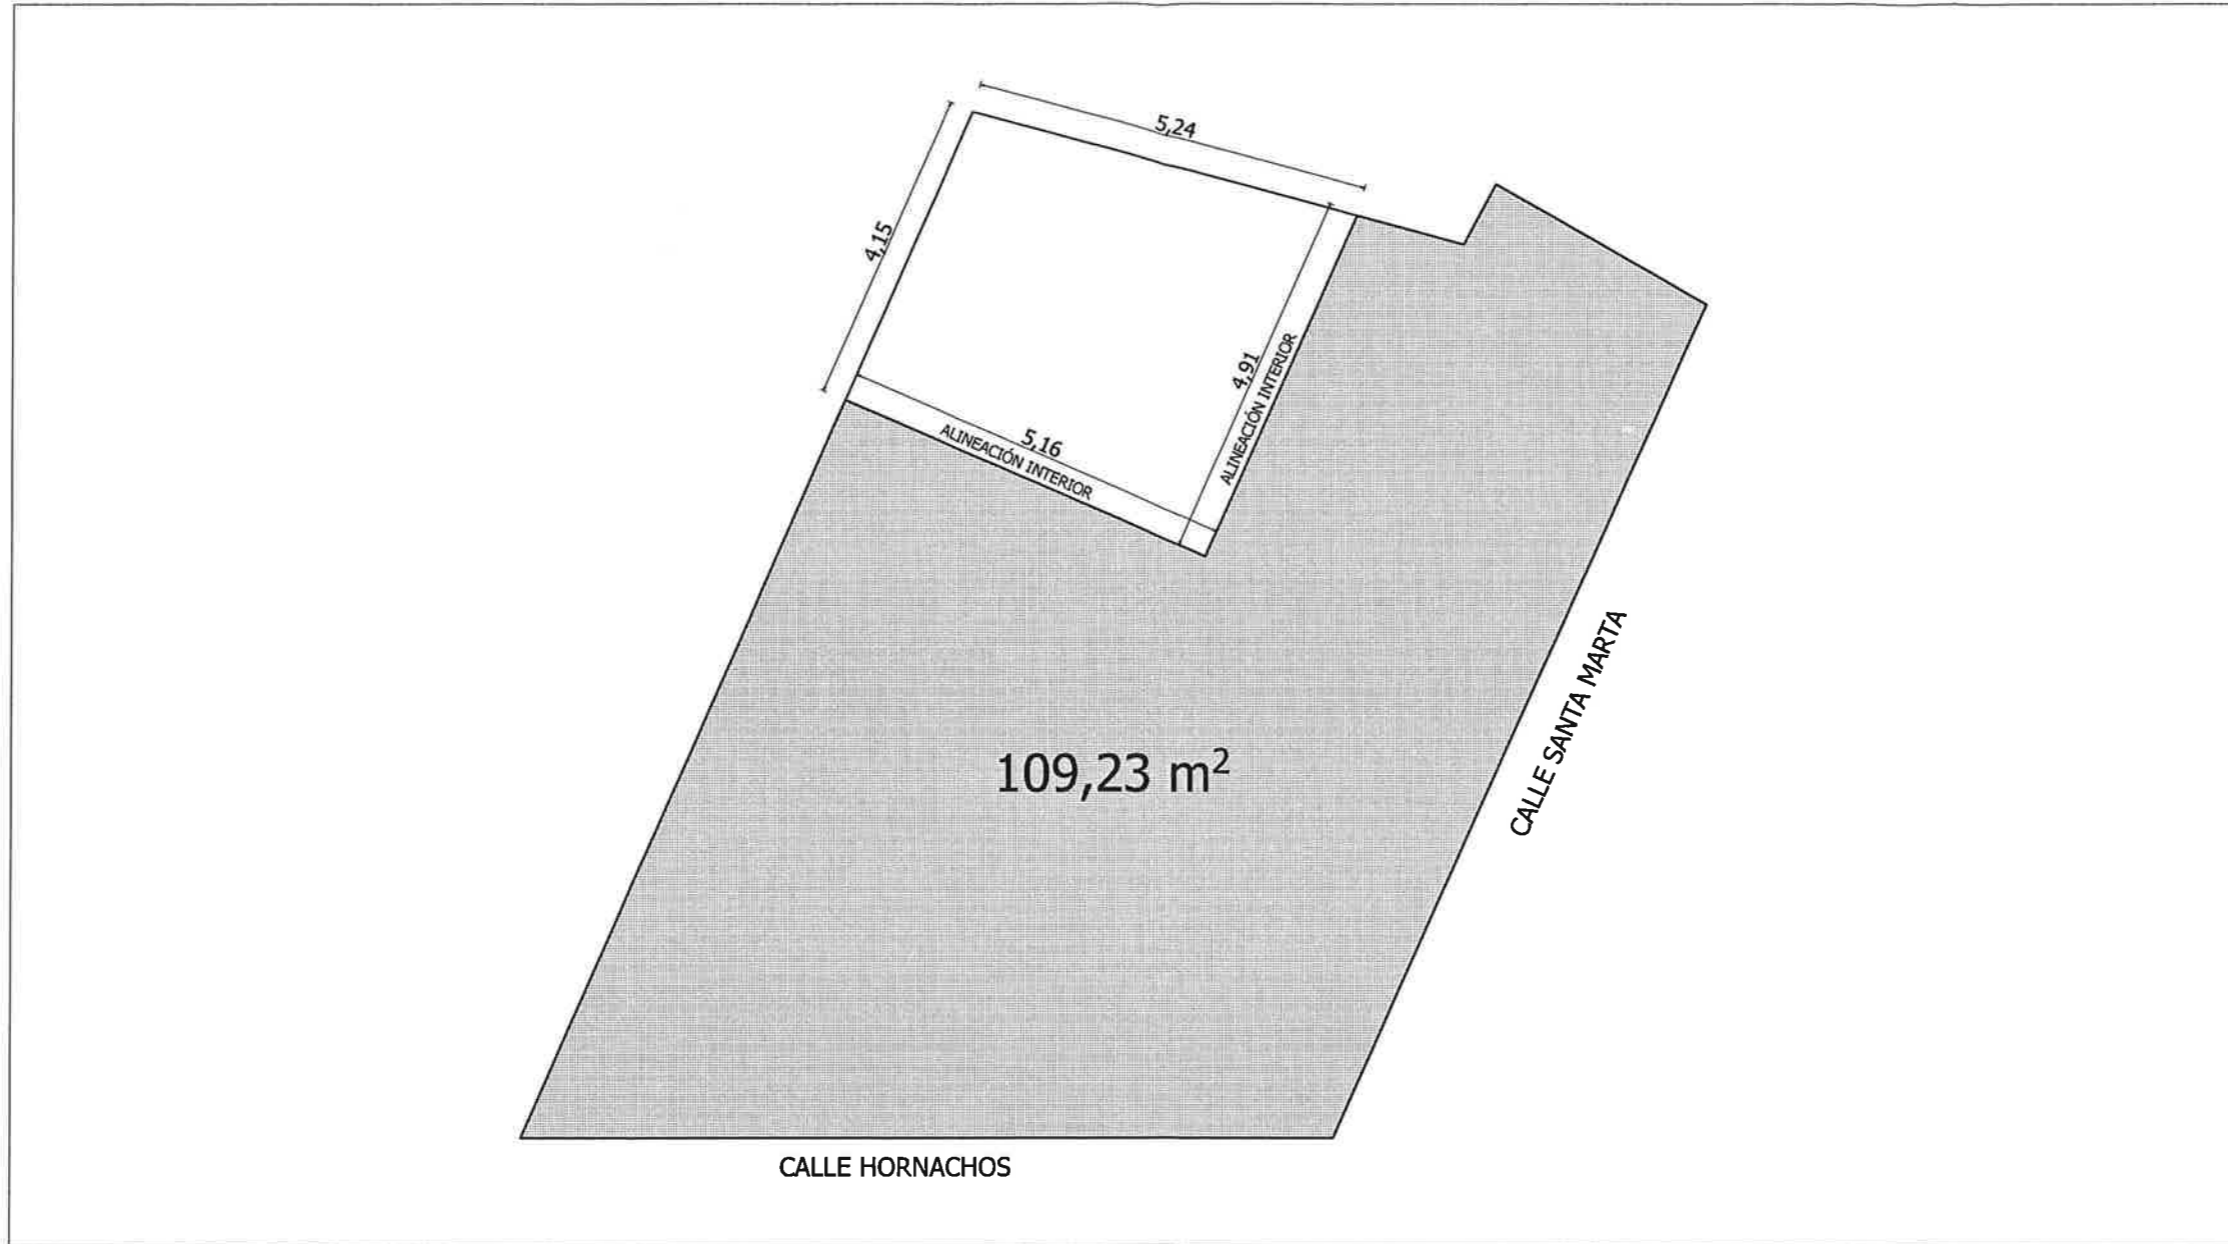 5,24
4,15
4,91
ALINEACIÓN INTERIOR
5,16
ALINEACIÓN INTERIOR
109,23 m²
CALLE SANTA MARTA
CALLE HORNACHOS